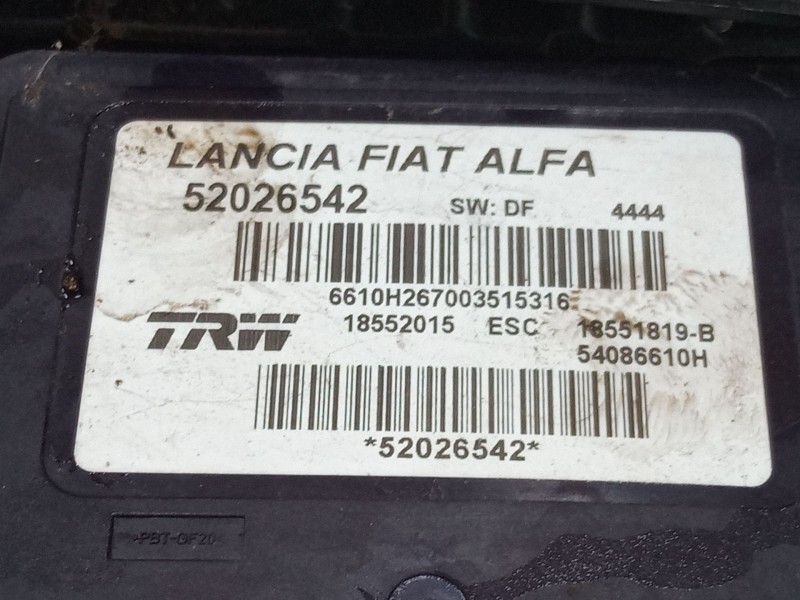 LANCIA FIAT ALFA
52026542 SW: DF 4444
6610H267003515316
TRW 18552015 ESC 18551819-B
54086610H
*52026542*
>PBT-GF20<